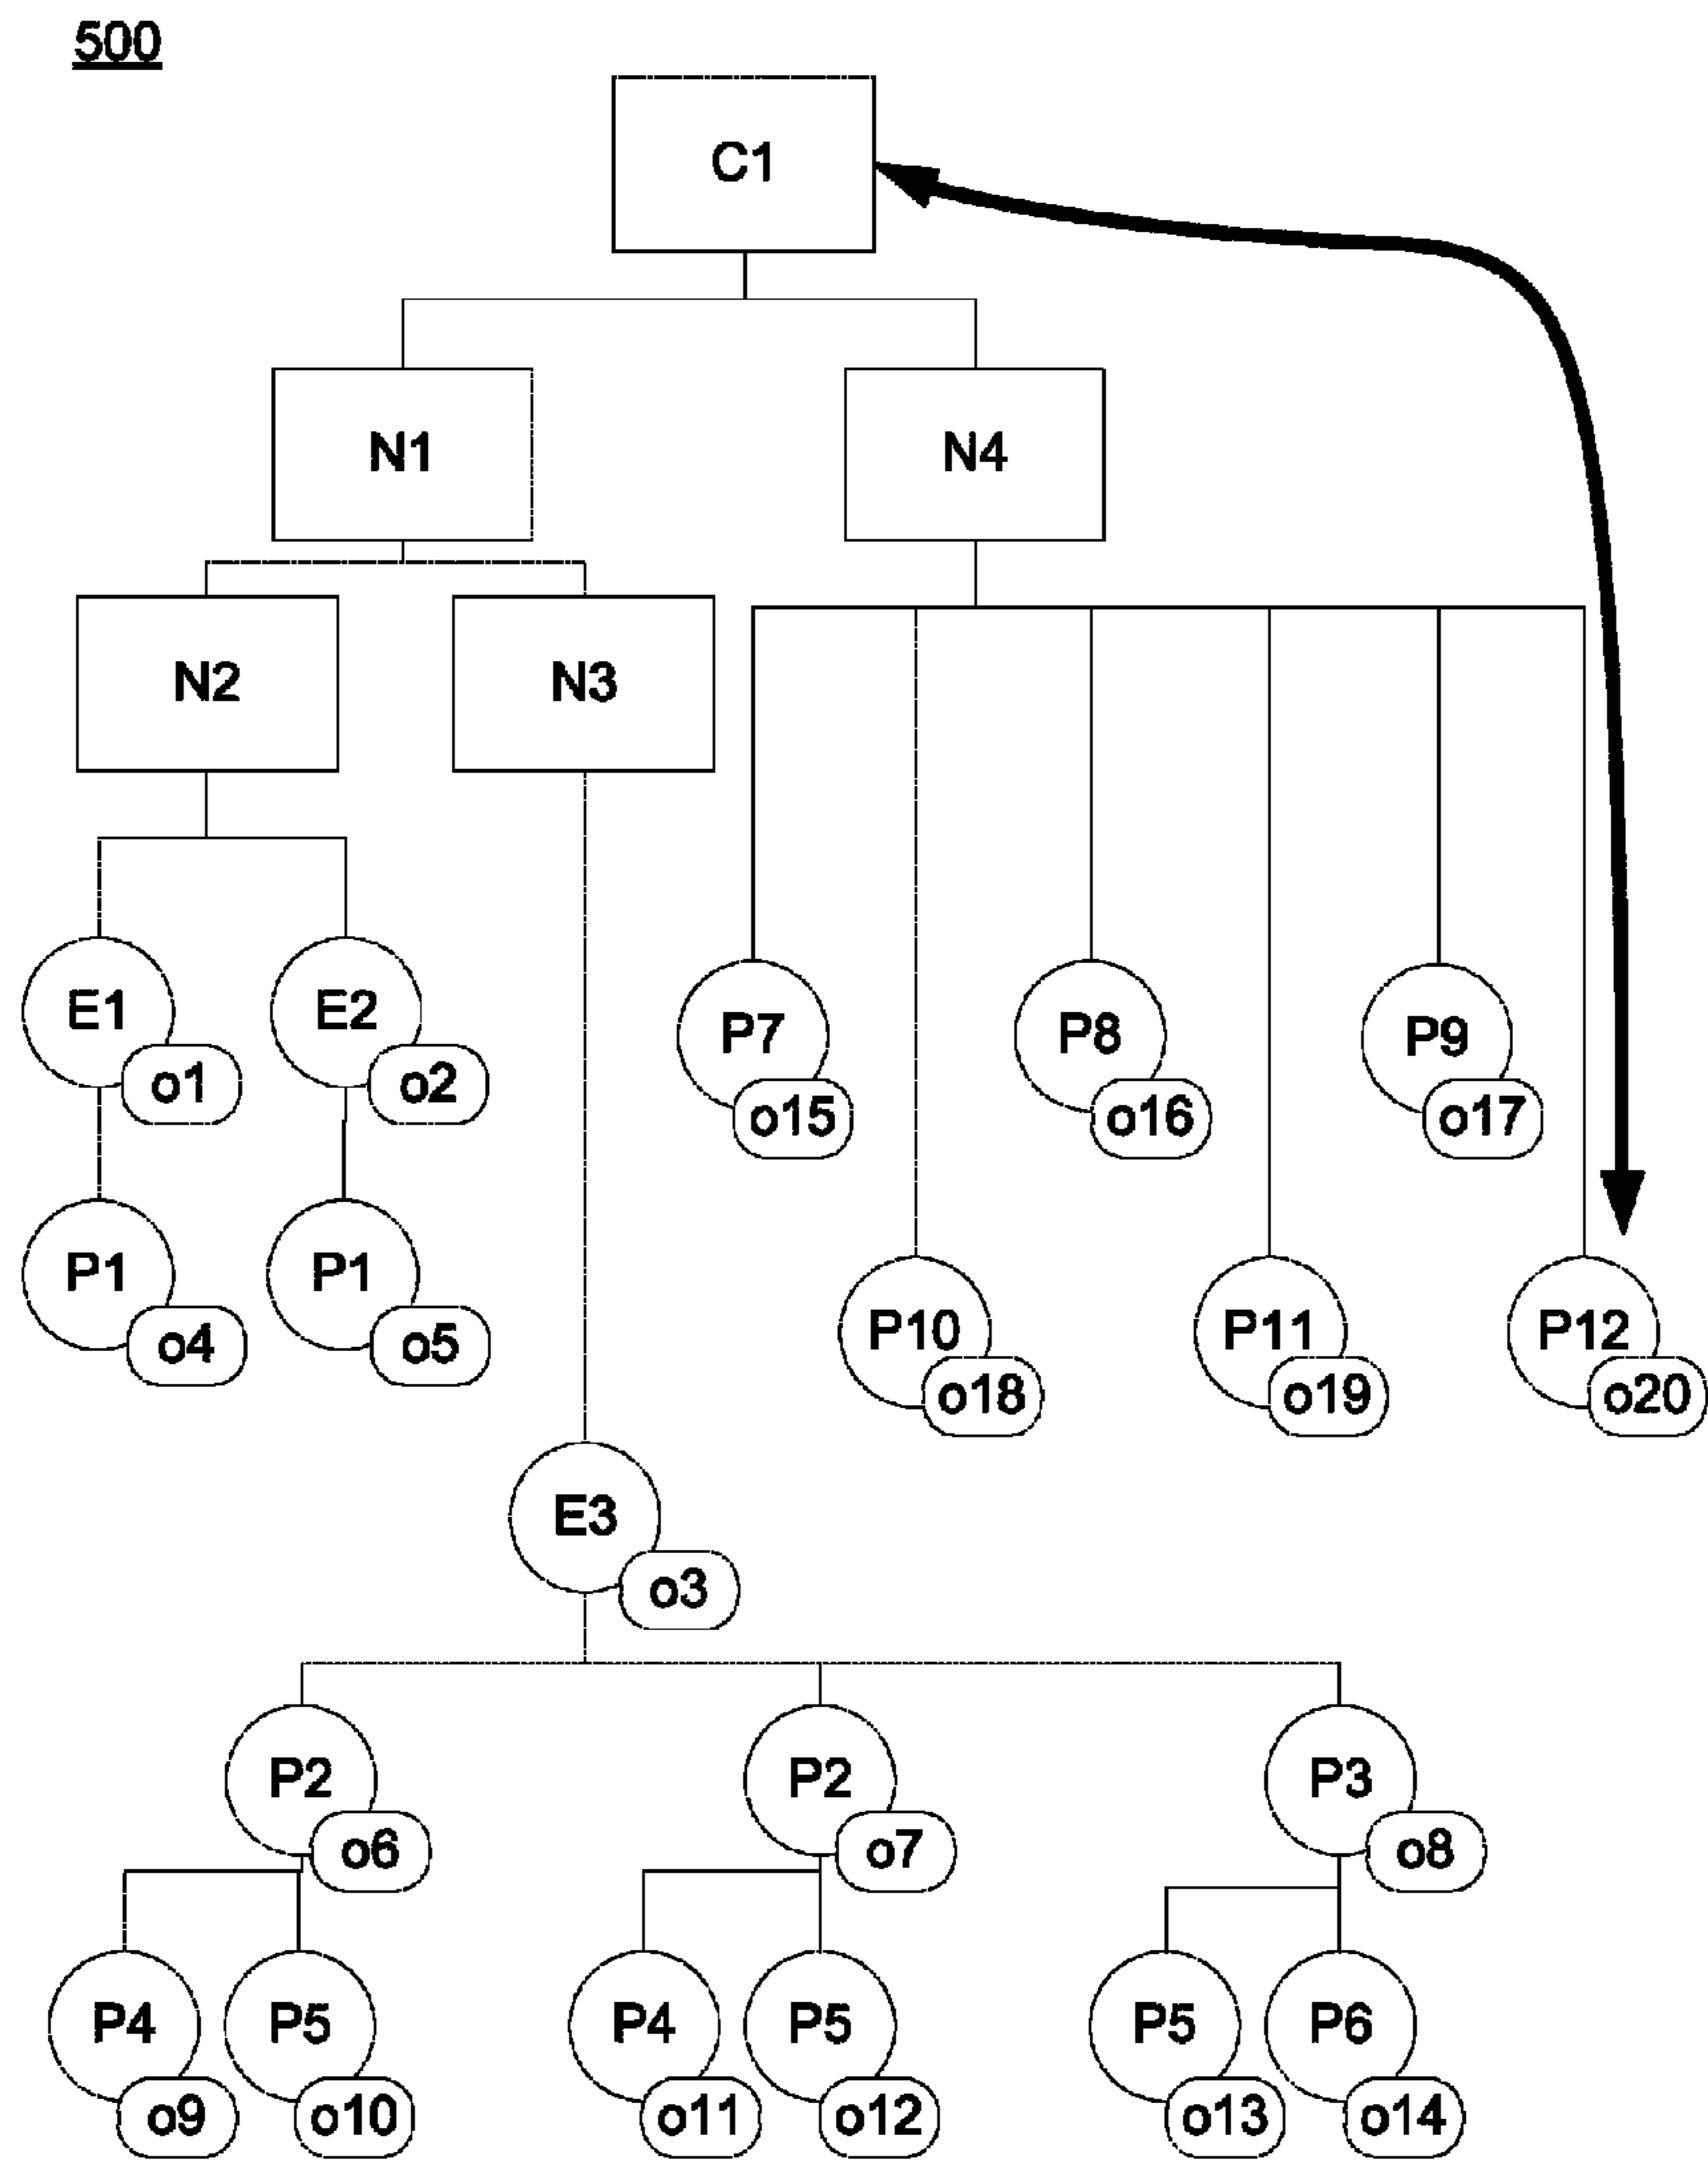 500
C1
N1 N4
N2 N3
E1 E2 P7 P8 P9
o1 o2 o15 o16 o17
P1 P1 P10 P11 P12
o4 o5 o18 o19 o20
E3
o3
P2 P2 P3
o6 o7 o8
P4 P5 P4 P5 P5 P6
o9 o10 o11 o12 o13 o14